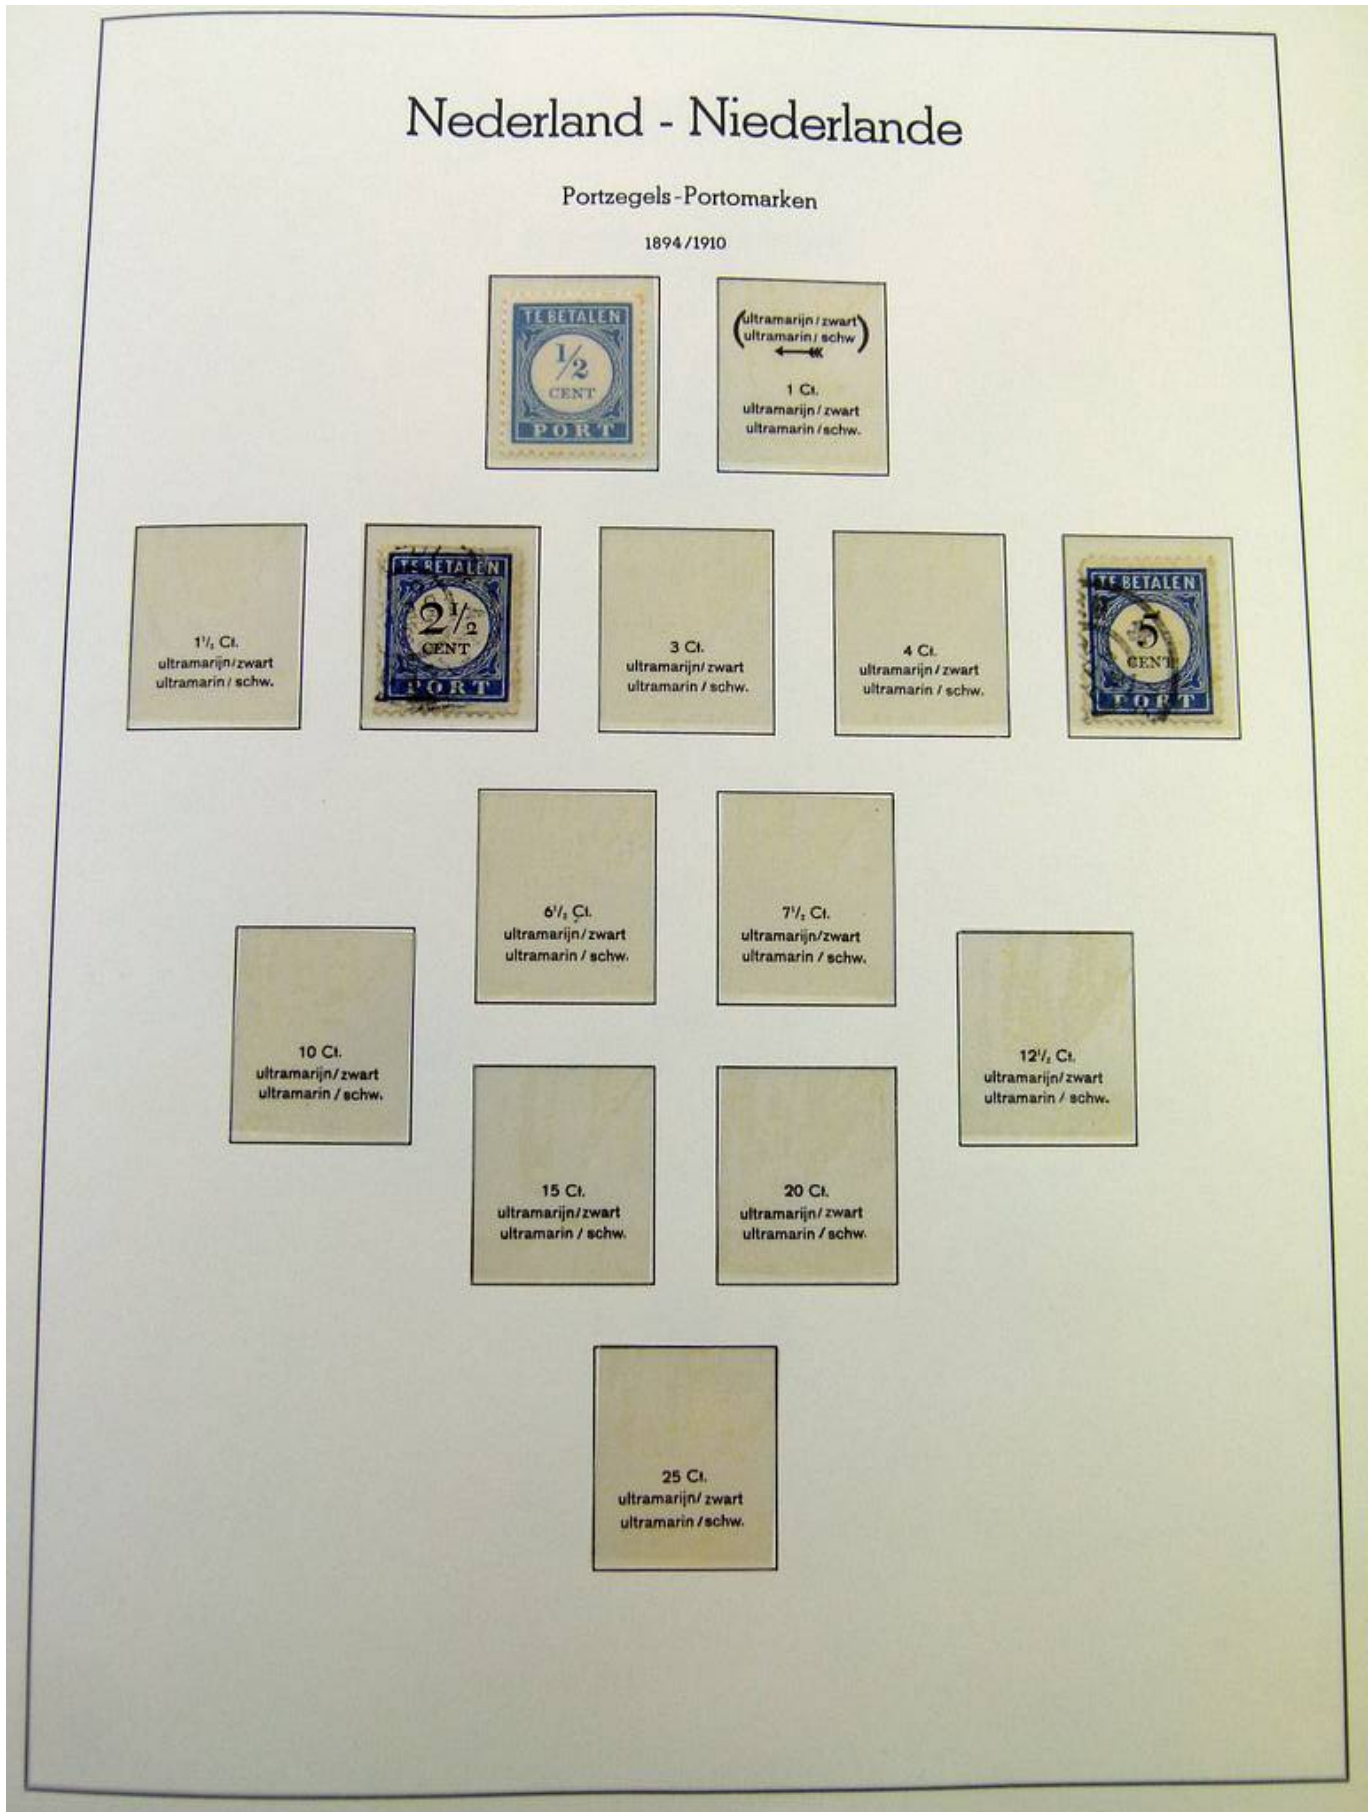 Nederland - Niederlande
Portzegels-Portomarken
1894/1910
TE BETALEN
1/2
CENT
PORT
(ultramarijn/zwart)
(ultramarin/schw)
1 Ct.
ultramarijn/zwart
ultramarin/schw.
1½ Ct.
ultramarijn/zwart
ultramarin/schw.
TE BETALEN
2½
CENT
PORT
3 Ct.
ultramarijn/zwart
ultramarin/schw.
4 Ct.
ultramarijn/zwart
ultramarin/schw.
TE BETALEN
5
CENT
PORT
6½ Ct.
ultramarijn/zwart
ultramarin/schw.
7½ Ct.
ultramarijn/zwart
ultramarin/schw.
10 Ct.
ultramarijn/zwart
ultramarin/schw.
12½ Ct.
ultramarijn/zwart
ultramarin/schw.
15 Ct.
ultramarijn/zwart
ultramarin/schw.
20 Ct.
ultramarijn/zwart
ultramarin/schw.
25 Ct.
ultramarijn/zwart
ultramarin/schw.